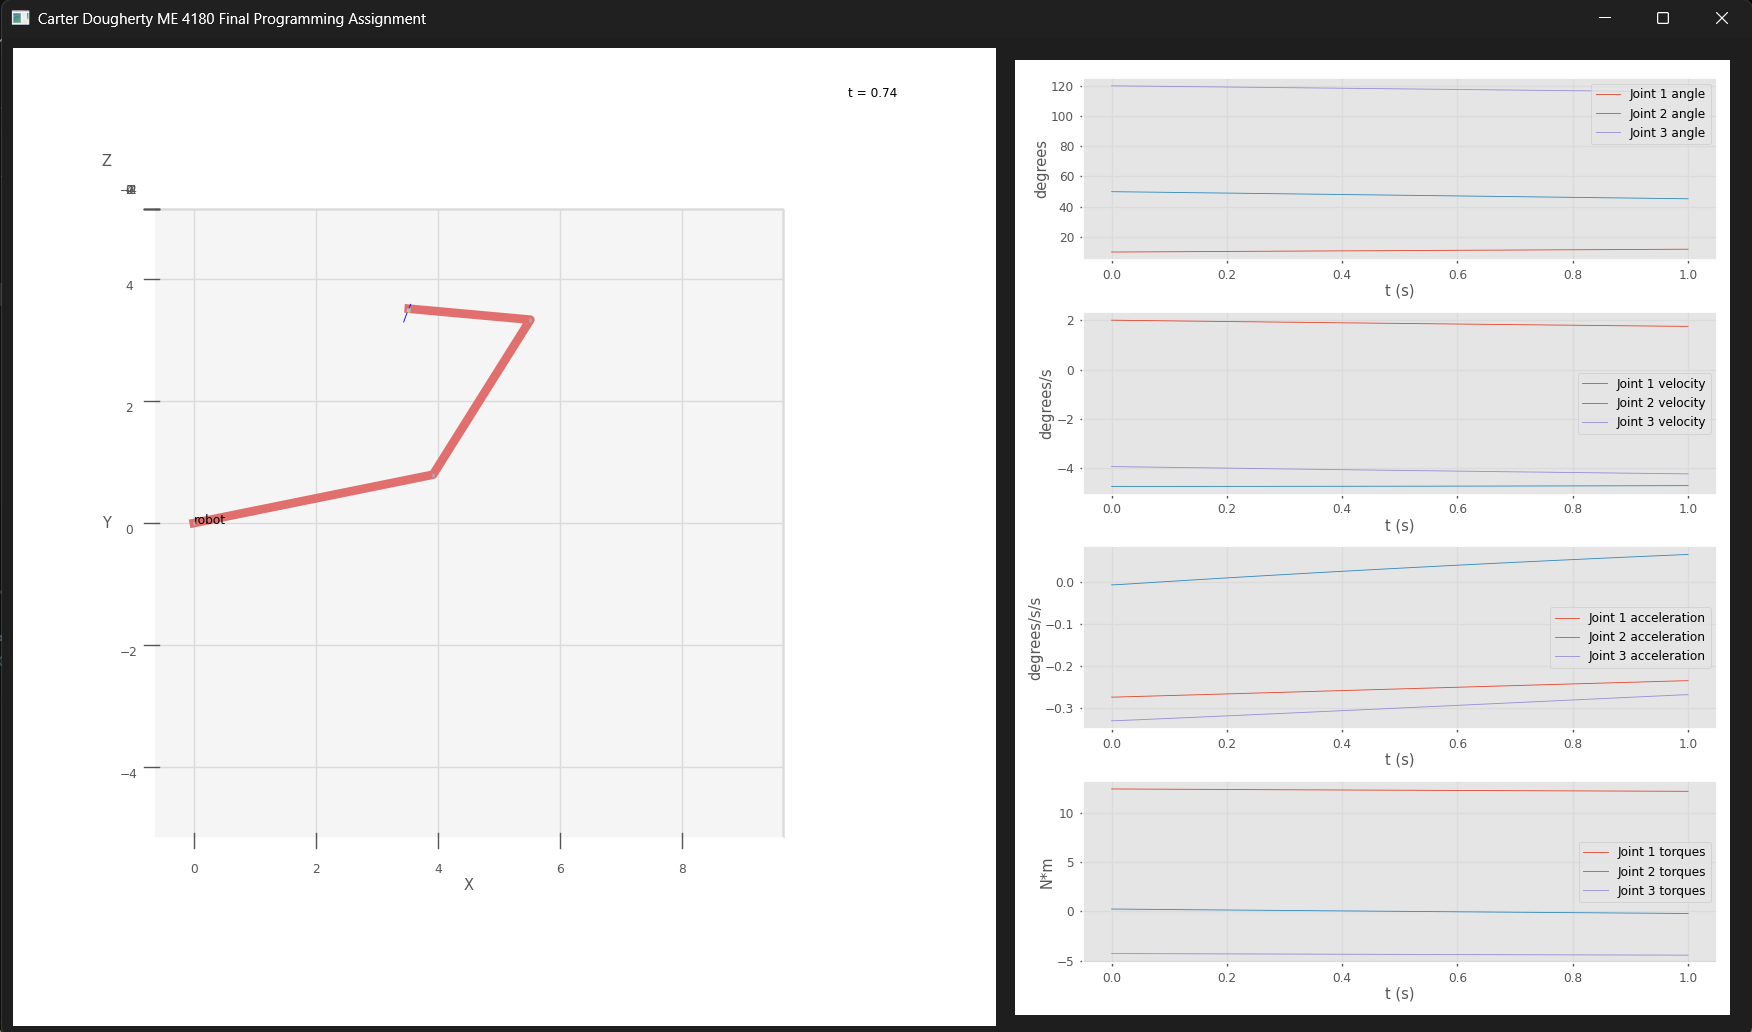 Carter Dougherty ME 4180 Final Programming Assignment
t = 0.74
Z
4
2
Y
0
robot
−2
−4
0 2 4 6 8
X
120
100
80
60
40
20
degrees
Joint 1 angle
Joint 2 angle
Joint 3 angle
0.0 0.2 0.4 0.6 0.8 1.0
t (s)
2
0
−2
−4
degrees/s
Joint 1 velocity
Joint 2 velocity
Joint 3 velocity
0.0 0.2 0.4 0.6 0.8 1.0
t (s)
0.0
−0.1
−0.2
−0.3
degrees/s/s
Joint 1 acceleration
Joint 2 acceleration
Joint 3 acceleration
0.0 0.2 0.4 0.6 0.8 1.0
t (s)
10
5
0
−5
N*m
Joint 1 torques
Joint 2 torques
Joint 3 torques
0.0 0.2 0.4 0.6 0.8 1.0
t (s)